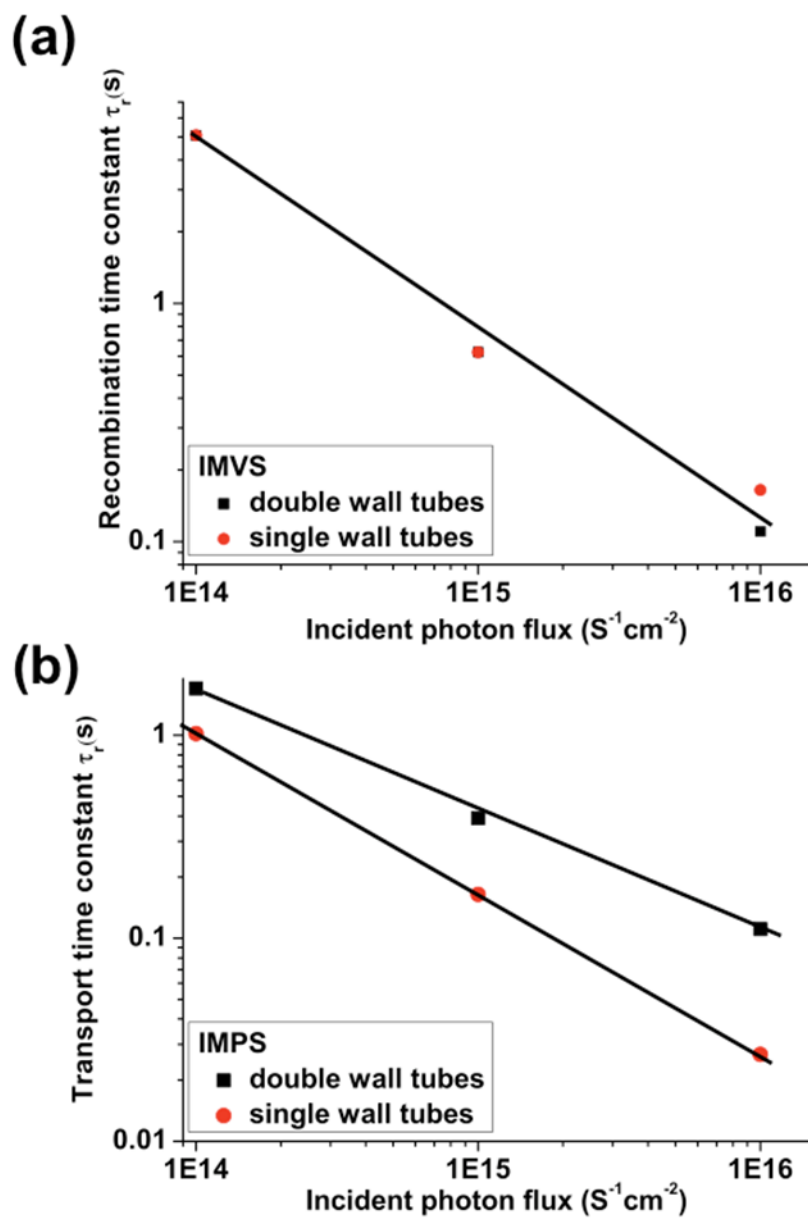 (a)
Recombination time constant τr(s)
1
0.1
IMVS
double wall tubes
single wall tubes
1E14
1E15
1E16
Incident photon flux (S-1cm-2)
(b)
Transport time constant τr(s)
1
0.1
0.01
IMPS
double wall tubes
single wall tubes
1E14
1E15
1E16
Incident photon flux (S-1cm-2)